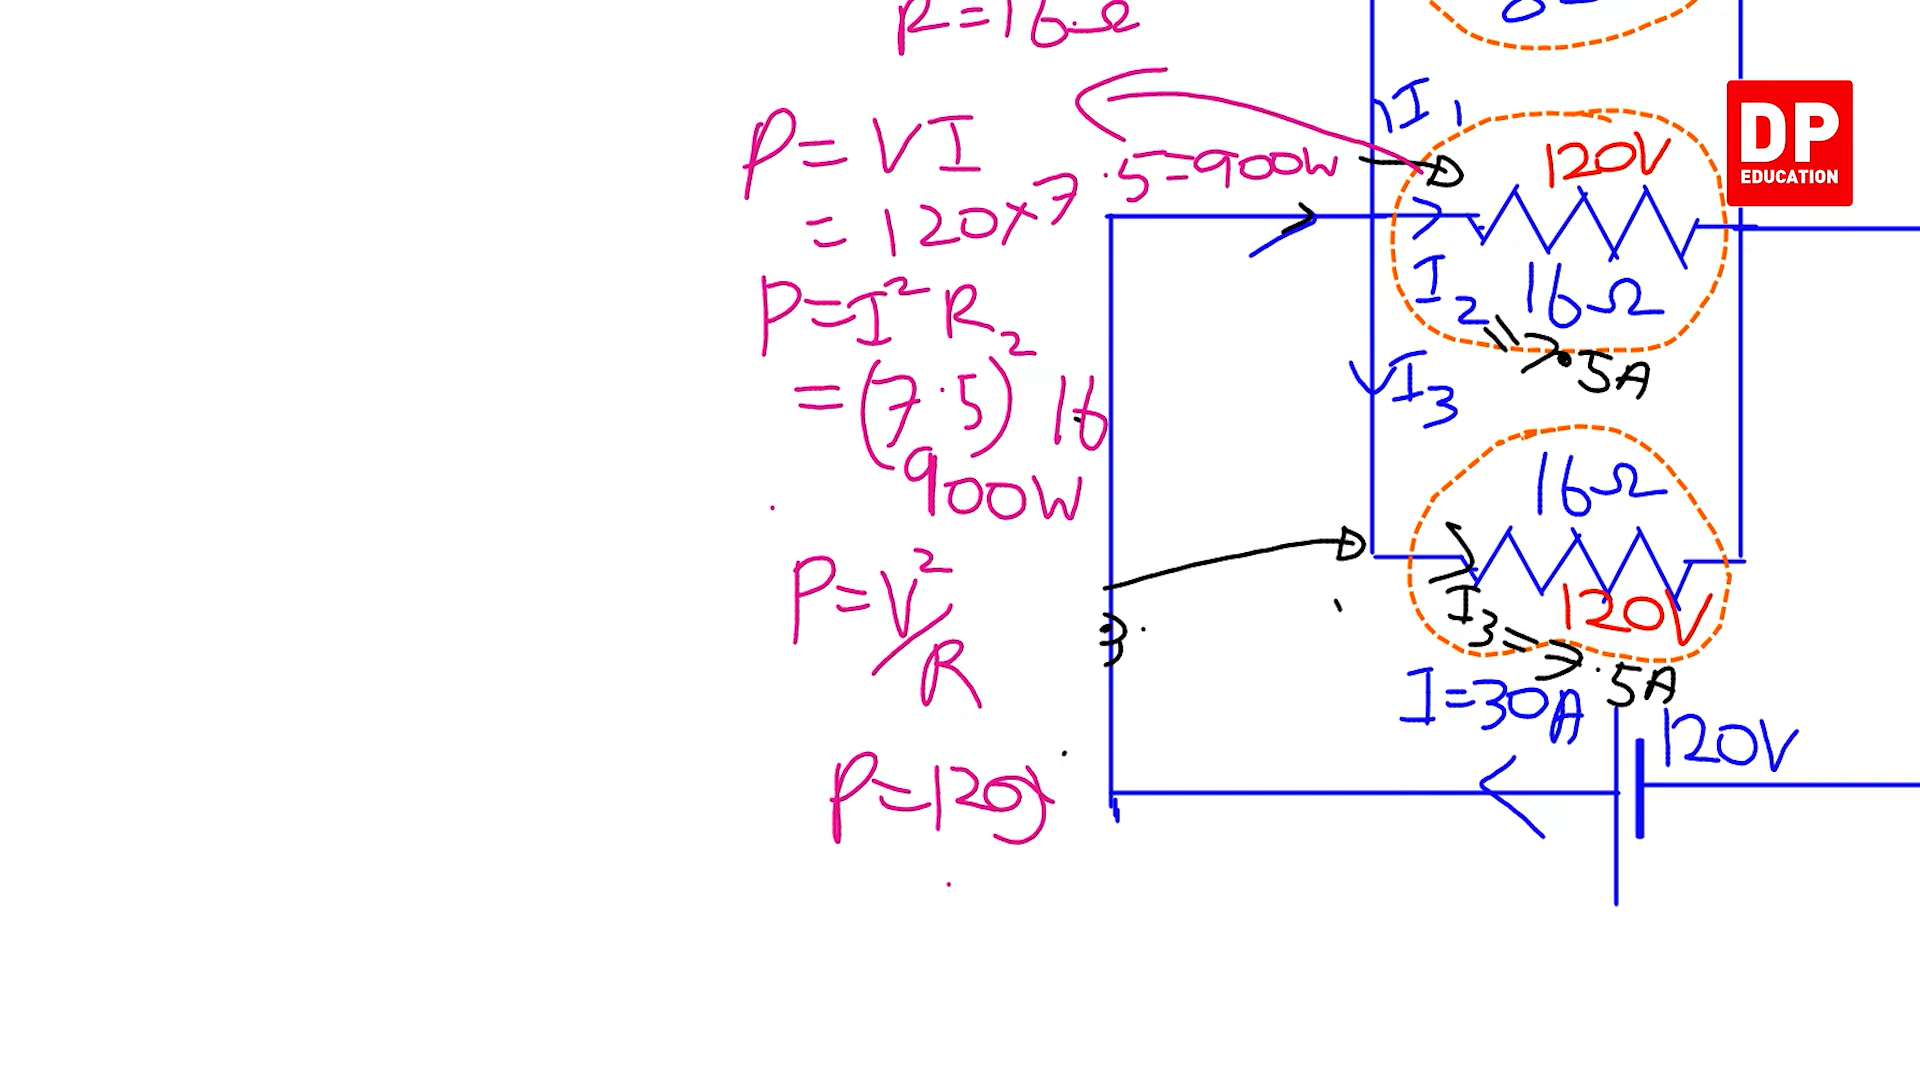 R=16Ω
P=VI
=120×7.5=900W
P=I²R₂
=(7.5) 16
900W
P=V²/R
P=120)
I₁
120V
16Ω
I₂=7.5A
I₃
16Ω
120V
I₃=7.5A
I=30A
120V
DP
EDUCATION